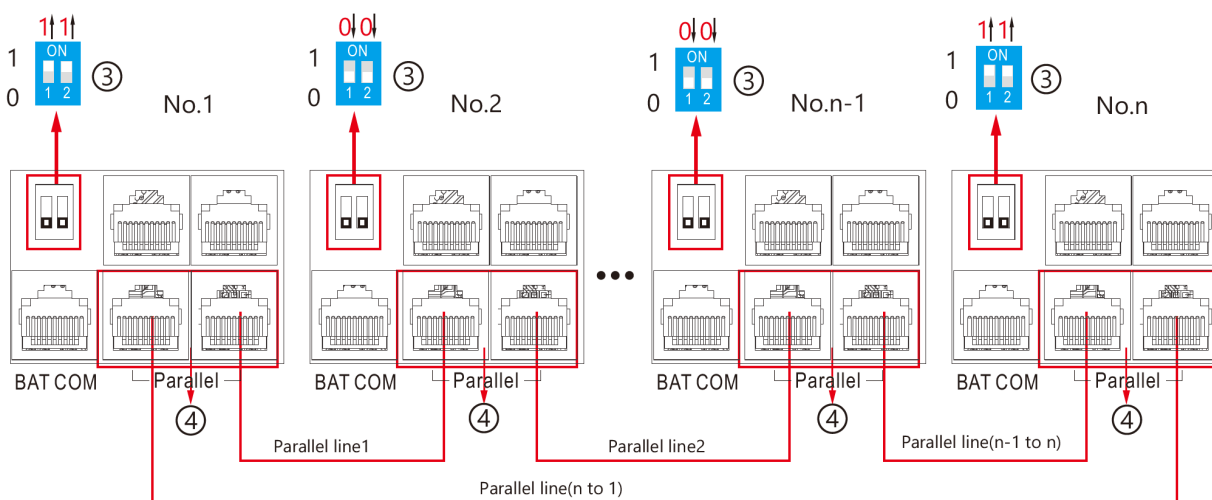 1 1
ON
1
0
1 2
③
No.1
0 0
ON
1
0
1 2
③
No.2
0 0
ON
1
0
1 2
③
No.n-1
1 1
ON
1
0
1 2
③
No.n
•••
BAT COM
Parallel
④
BAT COM
Parallel
④
BAT COM
Parallel
④
BAT COM
Parallel
④
Parallel line1
Parallel line2
Parallel line(n-1 to n)
Parallel line(n to 1)